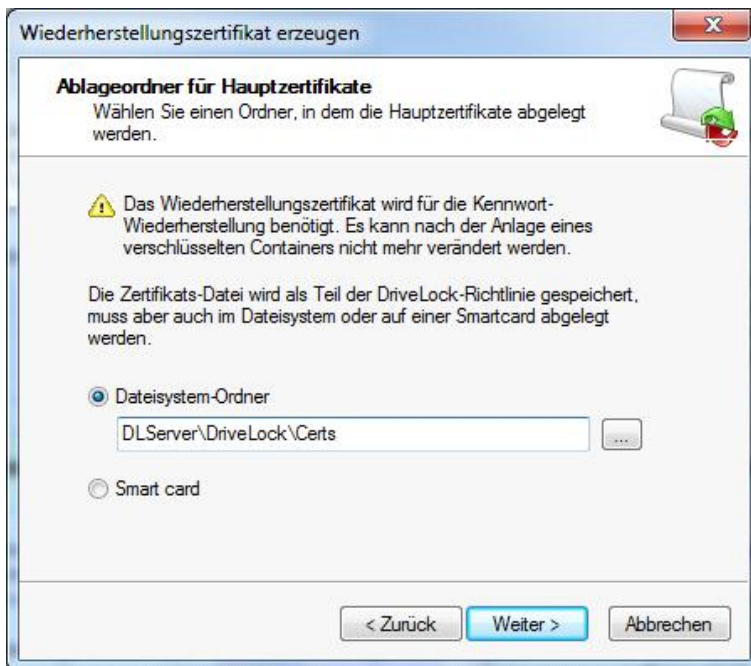 Wiederherstellungszertifikat erzeugen
Ablageordner für Hauptzertifikate
Wählen Sie einen Ordner, in dem die Hauptzertifikate abgelegt
werden.
Das Wiederherstellungszertifikat wird für die Kennwort-
Wiederherstellung benötigt. Es kann nach der Anlage eines
verschlüsselten Containers nicht mehr verändert werden.
Die Zertifikats-Datei wird als Teil der DriveLock-Richtlinie gespeichert,
muss aber auch im Dateisystem oder auf einer Smartcard abgelegt
werden.
Dateisystem-Ordner
DLServer\DriveLock\Certs
...
Smart card
< Zurück
Weiter >
Abbrechen